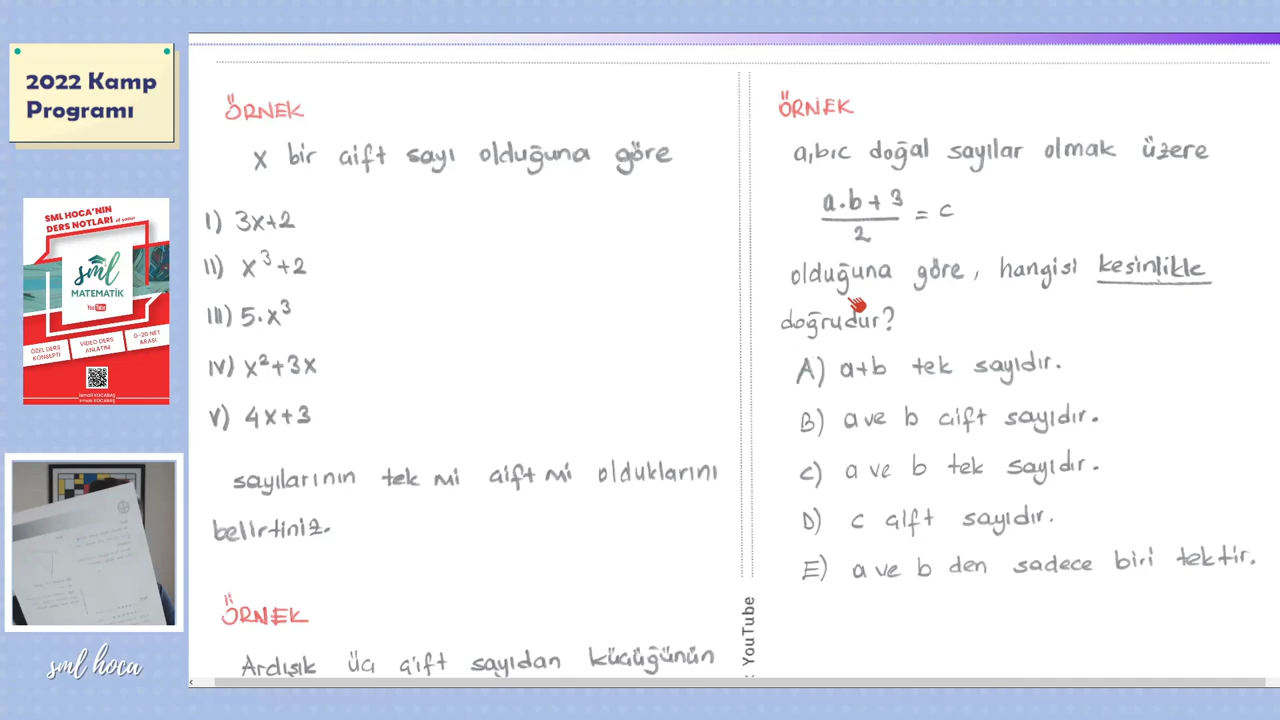 2022 Kamp
Programı
SML HOCA'NIN
DERS NOTLARI
sml
MATEMATİK
YouTube
ÖZEL DERS
KONSEPTİ
VIDEO DERS
ANLATIM
0-20 NET
ARASI
İsmail KOCABAŞ
sml hoca
ÖRNEK
x bir çift sayı olduğuna göre
I) 3x+2
II) x³+2
III) 5.x³
IV) x²+3x
V) 4x+3
sayılarının tek mi çift mi olduklarını
belirtiniz.
ÖRNEK
Ardışık üç çift sayıdan küçüğünün
YouTube
ÖRNEK
a,b,c doğal sayılar olmak üzere
a.b+3
= c
2
olduğuna göre, hangisi kesinlikle
doğrudur?
A) a+b tek sayıdır.
B) a ve b çift sayıdır.
C) a ve b tek sayıdır.
D) c çift sayıdır.
E) a ve b den sadece biri tektir.